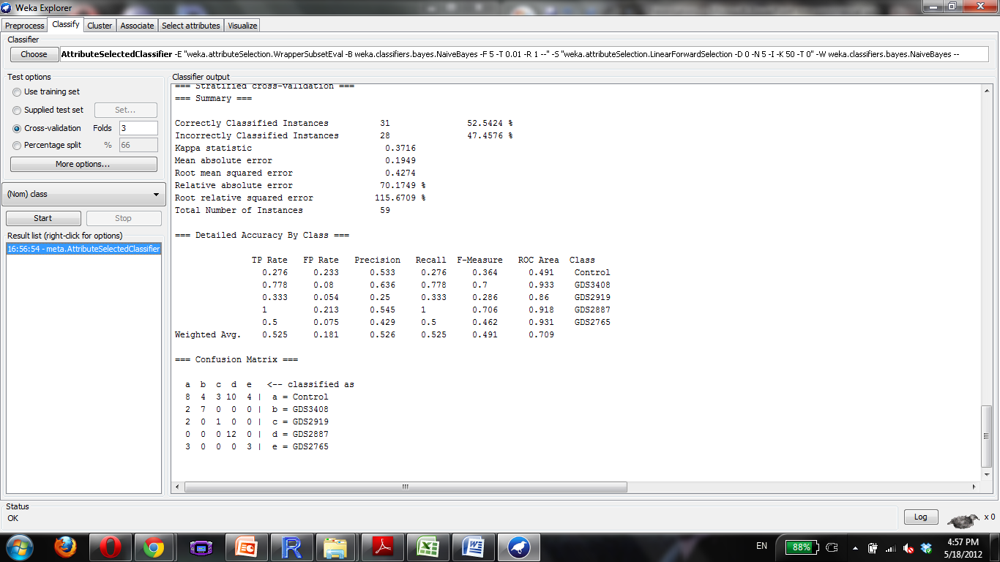 Weka Explorer
Preprocess Classify Cluster Associate Select attributes Visualize
Classifier
Choose AttributeSelectedClassifier -E "weka.attributeSelection.WrapperSubsetEval -B weka.classifiers.bayes.NaiveBayes -F 5 -T 0.01 -R 1 --" -S "weka.attributeSelection.LinearForwardSelection -D 0 -N 5 -I -K 50 -T 0" -W weka.classifiers.bayes.NaiveBayes --
Test options
Use training set
Supplied test set Set...
Cross-validation Folds 3
Percentage split % 66
More options...
(Nom) class
Start Stop
Result list (right-click for options)
16:56:54 - meta.AttributeSelectedClassifier
Classifier output
=== Stratified cross-validation ===
=== Summary ===
Correctly Classified Instances 31 52.5424 %
Incorrectly Classified Instances 28 47.4576 %
Kappa statistic 0.3716
Mean absolute error 0.1949
Root mean squared error 0.4274
Relative absolute error 70.1749 %
Root relative squared error 115.6709 %
Total Number of Instances 59
=== Detailed Accuracy By Class ===
TP Rate FP Rate Precision Recall F-Measure ROC Area Class
0.276 0.233 0.533 0.276 0.364 0.491 Control
0.778 0.08 0.636 0.778 0.7 0.933 GDS3408
0.333 0.054 0.25 0.333 0.286 0.86 GDS2919
1 0.213 0.545 1 0.706 0.918 GDS2887
0.5 0.075 0.429 0.5 0.462 0.931 GDS2765
Weighted Avg. 0.525 0.181 0.526 0.525 0.491 0.709
=== Confusion Matrix ===
a b c d e <-- classified as
8 4 3 10 4 | a = Control
2 7 0 0 0 | b = GDS3408
2 0 1 0 0 | c = GDS2919
0 0 0 12 0 | d = GDS2887
3 0 0 0 3 | e = GDS2765
Status
OK
Log
x 0
EN
88%
4:57 PM
5/18/2012